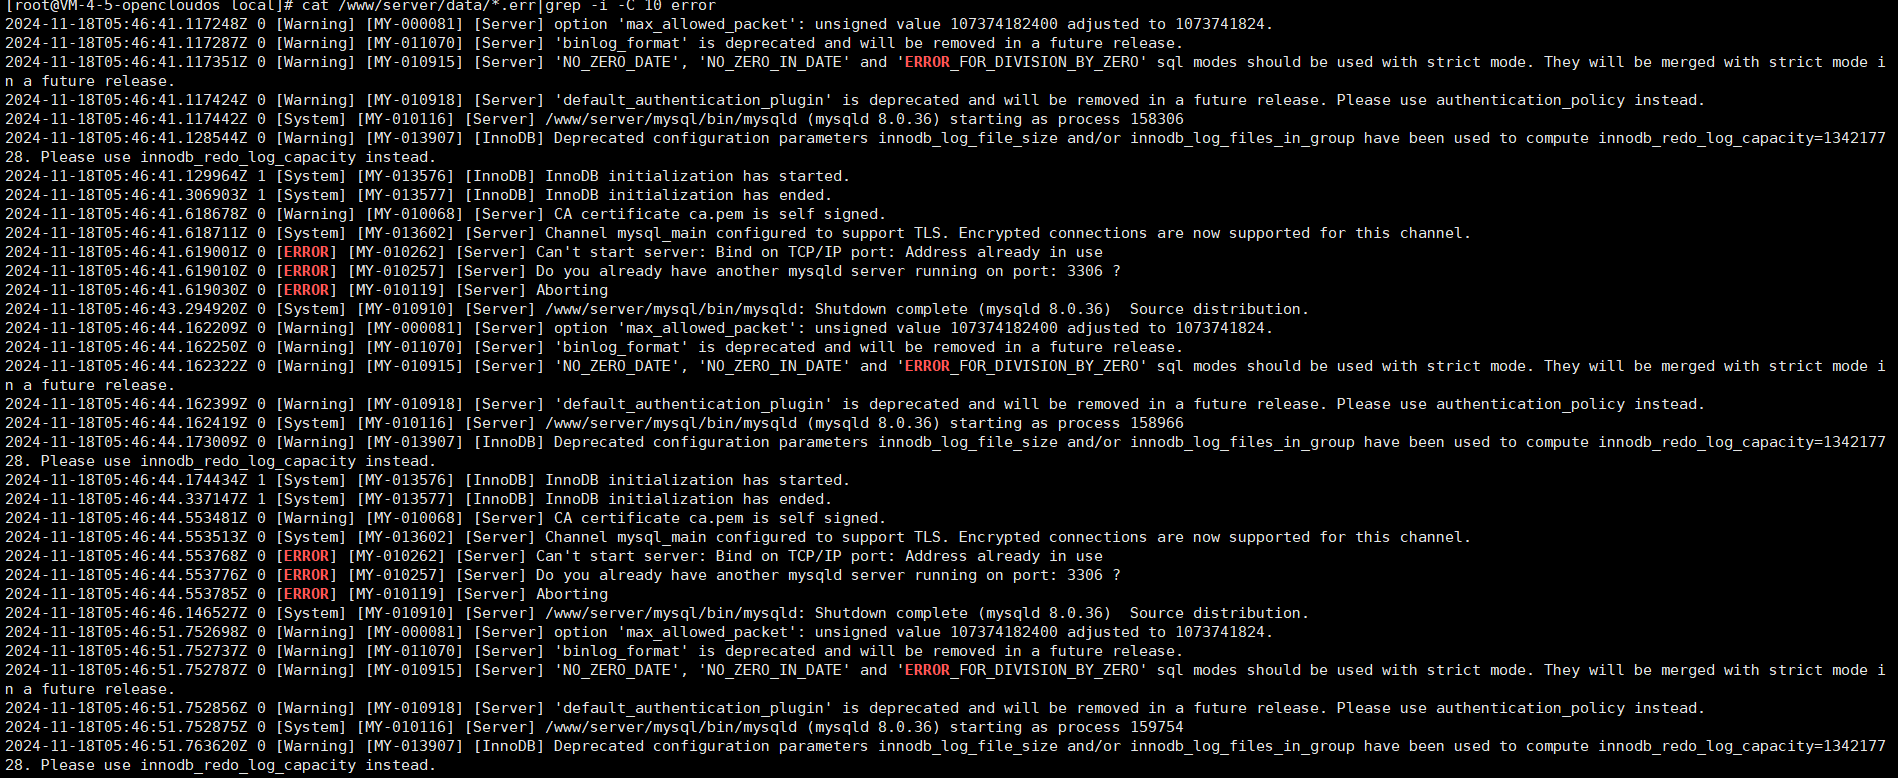 [root@VM-4-5-opencloudos local]# cat /www/server/data/*.err|grep -i -C 10 error
2024-11-18T05:46:41.117248Z 0 [Warning] [MY-000081] [Server] option 'max_allowed_packet': unsigned value 107374182400 adjusted to 1073741824.
2024-11-18T05:46:41.117287Z 0 [Warning] [MY-011070] [Server] 'binlog_format' is deprecated and will be removed in a future release.
2024-11-18T05:46:41.117351Z 0 [Warning] [MY-010915] [Server] 'NO_ZERO_DATE', 'NO_ZERO_IN_DATE' and 'ERROR_FOR_DIVISION_BY_ZERO' sql modes should be used with strict mode. They will be merged with strict mode i
n a future release.
2024-11-18T05:46:41.117424Z 0 [Warning] [MY-010918] [Server] 'default_authentication_plugin' is deprecated and will be removed in a future release. Please use authentication_policy instead.
2024-11-18T05:46:41.117442Z 0 [System] [MY-010116] [Server] /www/server/mysql/bin/mysqld (mysqld 8.0.36) starting as process 158306
2024-11-18T05:46:41.128544Z 0 [Warning] [MY-013907] [InnoDB] Deprecated configuration parameters innodb_log_file_size and/or innodb_log_files_in_group have been used to compute innodb_redo_log_capacity=1342177
28. Please use innodb_redo_log_capacity instead.
2024-11-18T05:46:41.129964Z 1 [System] [MY-013576] [InnoDB] InnoDB initialization has started.
2024-11-18T05:46:41.306903Z 1 [System] [MY-013577] [InnoDB] InnoDB initialization has ended.
2024-11-18T05:46:41.618678Z 0 [Warning] [MY-010068] [Server] CA certificate ca.pem is self signed.
2024-11-18T05:46:41.618711Z 0 [System] [MY-013602] [Server] Channel mysql_main configured to support TLS. Encrypted connections are now supported for this channel.
2024-11-18T05:46:41.619001Z 0 [ERROR] [MY-010262] [Server] Can't start server: Bind on TCP/IP port: Address already in use
2024-11-18T05:46:41.619010Z 0 [ERROR] [MY-010257] [Server] Do you already have another mysqld server running on port: 3306 ?
2024-11-18T05:46:41.619030Z 0 [ERROR] [MY-010119] [Server] Aborting
2024-11-18T05:46:43.294920Z 0 [System] [MY-010910] [Server] /www/server/mysql/bin/mysqld: Shutdown complete (mysqld 8.0.36)  Source distribution.
2024-11-18T05:46:44.162209Z 0 [Warning] [MY-000081] [Server] option 'max_allowed_packet': unsigned value 107374182400 adjusted to 1073741824.
2024-11-18T05:46:44.162250Z 0 [Warning] [MY-011070] [Server] 'binlog_format' is deprecated and will be removed in a future release.
2024-11-18T05:46:44.162322Z 0 [Warning] [MY-010915] [Server] 'NO_ZERO_DATE', 'NO_ZERO_IN_DATE' and 'ERROR_FOR_DIVISION_BY_ZERO' sql modes should be used with strict mode. They will be merged with strict mode i
n a future release.
2024-11-18T05:46:44.162399Z 0 [Warning] [MY-010918] [Server] 'default_authentication_plugin' is deprecated and will be removed in a future release. Please use authentication_policy instead.
2024-11-18T05:46:44.162419Z 0 [System] [MY-010116] [Server] /www/server/mysql/bin/mysqld (mysqld 8.0.36) starting as process 158966
2024-11-18T05:46:44.173009Z 0 [Warning] [MY-013907] [InnoDB] Deprecated configuration parameters innodb_log_file_size and/or innodb_log_files_in_group have been used to compute innodb_redo_log_capacity=1342177
28. Please use innodb_redo_log_capacity instead.
2024-11-18T05:46:44.174434Z 1 [System] [MY-013576] [InnoDB] InnoDB initialization has started.
2024-11-18T05:46:44.337147Z 1 [System] [MY-013577] [InnoDB] InnoDB initialization has ended.
2024-11-18T05:46:44.553481Z 0 [Warning] [MY-010068] [Server] CA certificate ca.pem is self signed.
2024-11-18T05:46:44.553513Z 0 [System] [MY-013602] [Server] Channel mysql_main configured to support TLS. Encrypted connections are now supported for this channel.
2024-11-18T05:46:44.553768Z 0 [ERROR] [MY-010262] [Server] Can't start server: Bind on TCP/IP port: Address already in use
2024-11-18T05:46:44.553776Z 0 [ERROR] [MY-010257] [Server] Do you already have another mysqld server running on port: 3306 ?
2024-11-18T05:46:44.553785Z 0 [ERROR] [MY-010119] [Server] Aborting
2024-11-18T05:46:46.146527Z 0 [System] [MY-010910] [Server] /www/server/mysql/bin/mysqld: Shutdown complete (mysqld 8.0.36)  Source distribution.
2024-11-18T05:46:51.752698Z 0 [Warning] [MY-000081] [Server] option 'max_allowed_packet': unsigned value 107374182400 adjusted to 1073741824.
2024-11-18T05:46:51.752737Z 0 [Warning] [MY-011070] [Server] 'binlog_format' is deprecated and will be removed in a future release.
2024-11-18T05:46:51.752787Z 0 [Warning] [MY-010915] [Server] 'NO_ZERO_DATE', 'NO_ZERO_IN_DATE' and 'ERROR_FOR_DIVISION_BY_ZERO' sql modes should be used with strict mode. They will be merged with strict mode i
n a future release.
2024-11-18T05:46:51.752856Z 0 [Warning] [MY-010918] [Server] 'default_authentication_plugin' is deprecated and will be removed in a future release. Please use authentication_policy instead.
2024-11-18T05:46:51.752875Z 0 [System] [MY-010116] [Server] /www/server/mysql/bin/mysqld (mysqld 8.0.36) starting as process 159754
2024-11-18T05:46:51.763620Z 0 [Warning] [MY-013907] [InnoDB] Deprecated configuration parameters innodb_log_file_size and/or innodb_log_files_in_group have been used to compute innodb_redo_log_capacity=1342177
28. Please use innodb_redo_log_capacity instead.